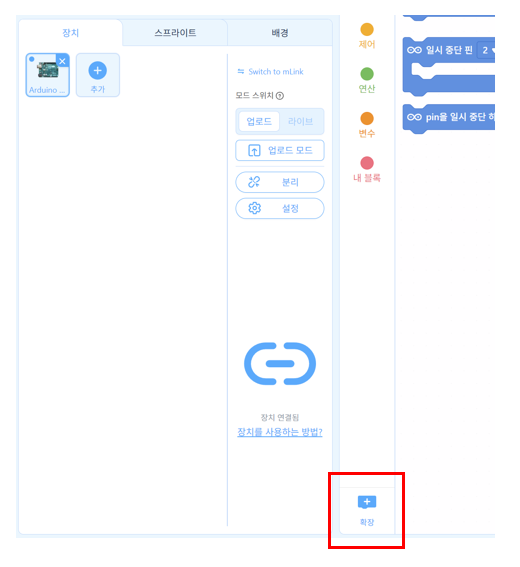 장치
스프라이트
배경
Arduino ...
추가
Switch to mLink
모드 스위치
업로드
라이브
업로드 모드
분리
설정
장치 연결됨
장치를 사용하는 방법?
제어
연산
변수
내 블록
확장
일시 중단 핀 2
pin을 일시 중단 하